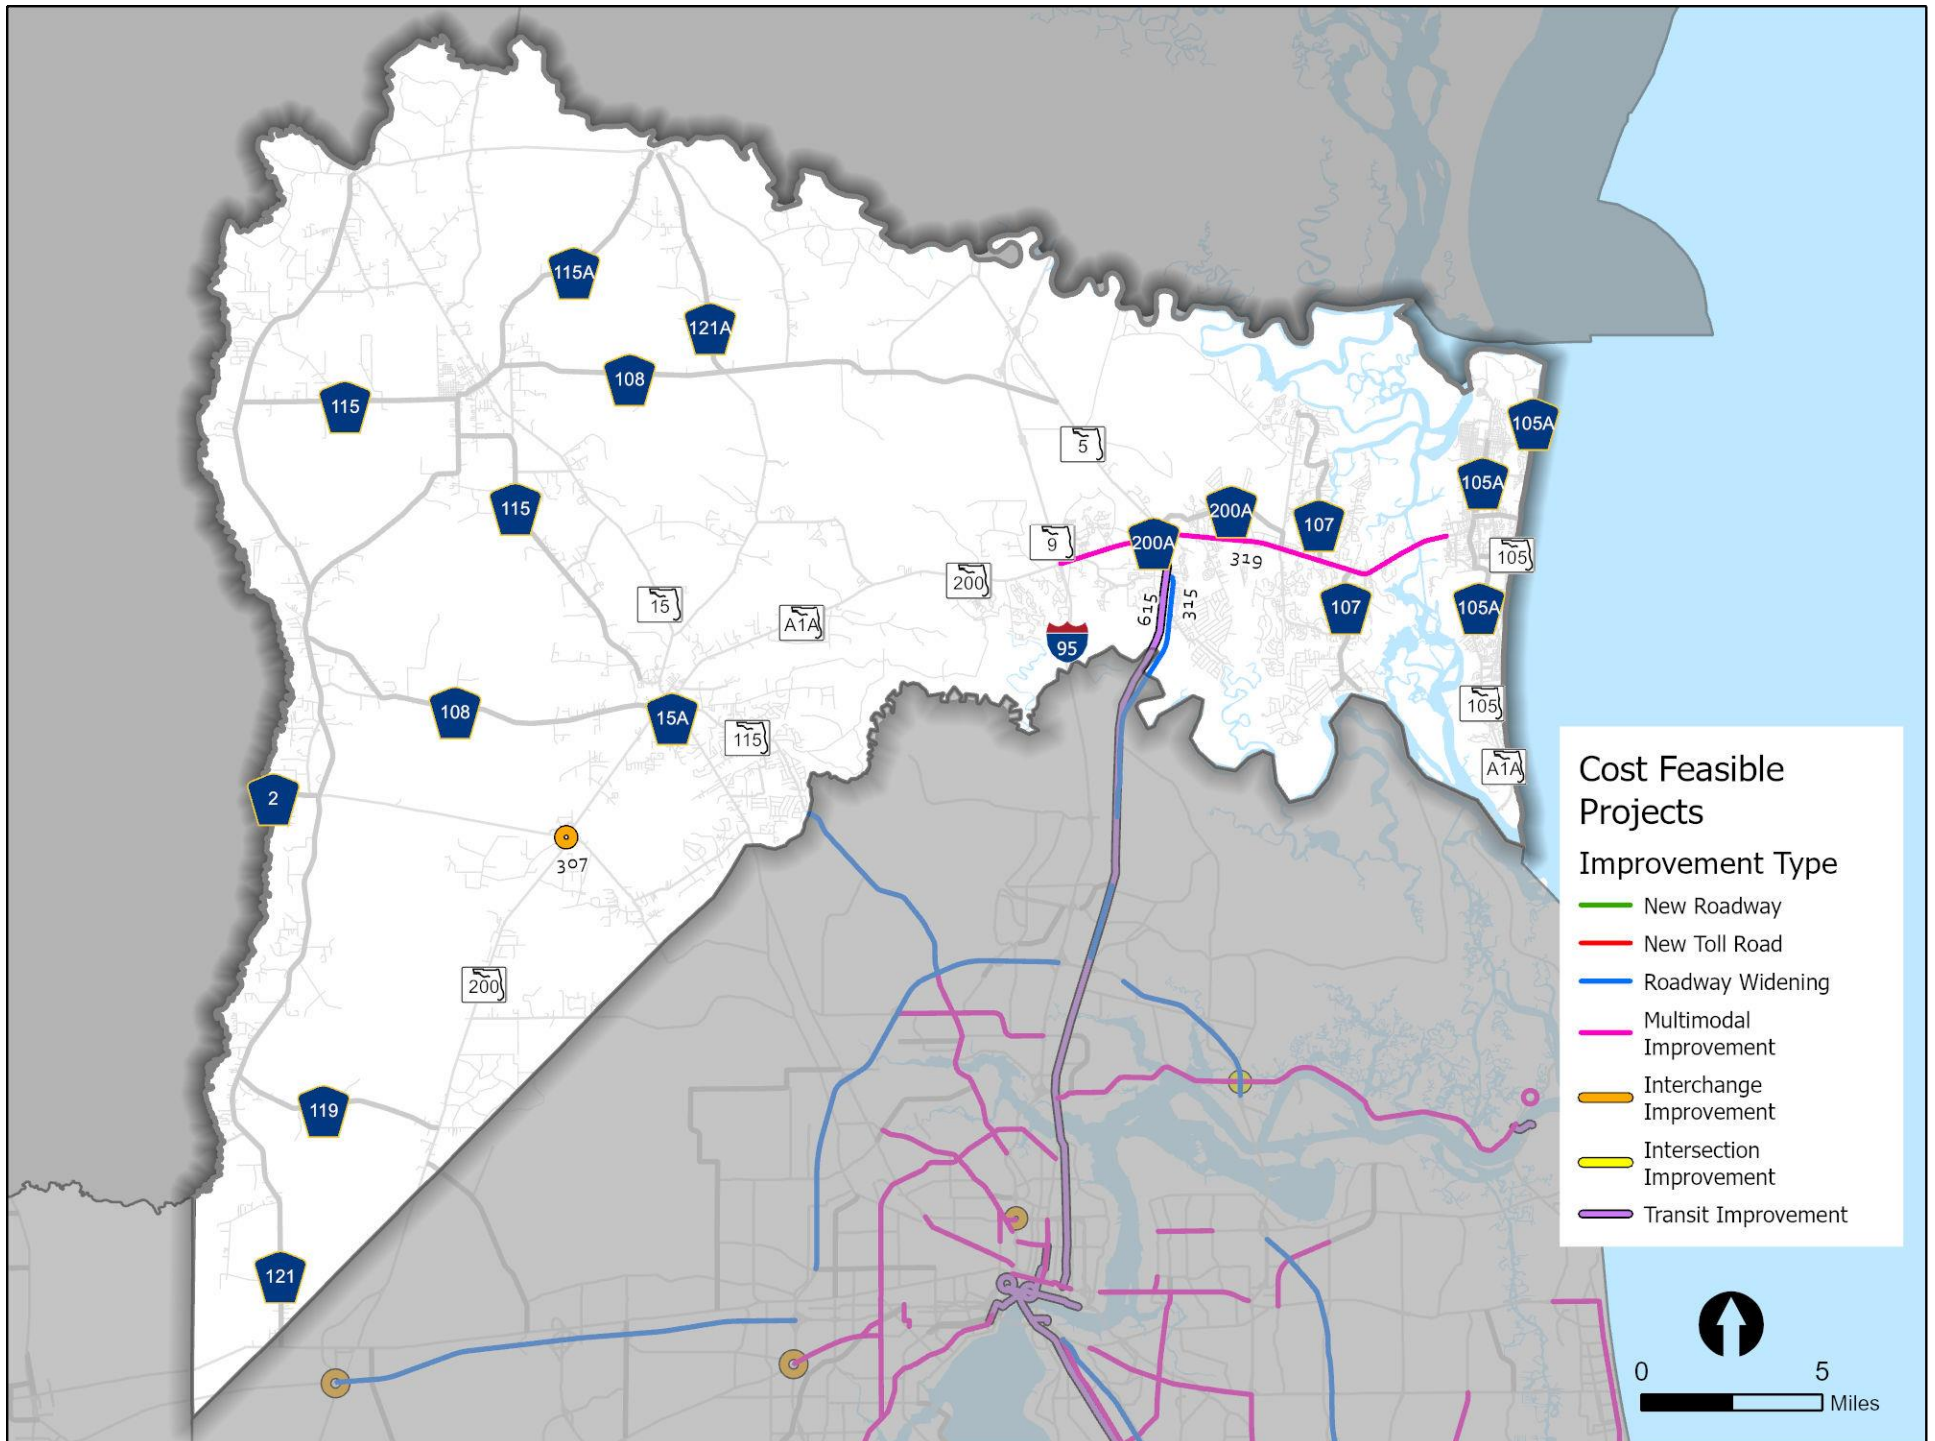 115A
121A
108
115
105A
5
105A
115
200A
107
9
200A
105
319
200
15
615
315
107
105A
A1A
95
108
15A
115
105
A1A
2
307
200
119
121
Cost Feasible
Projects
Improvement Type
New Roadway
New Toll Road
Roadway Widening
Multimodal
Improvement
Interchange
Improvement
Intersection
Improvement
Transit Improvement
0 5
Miles